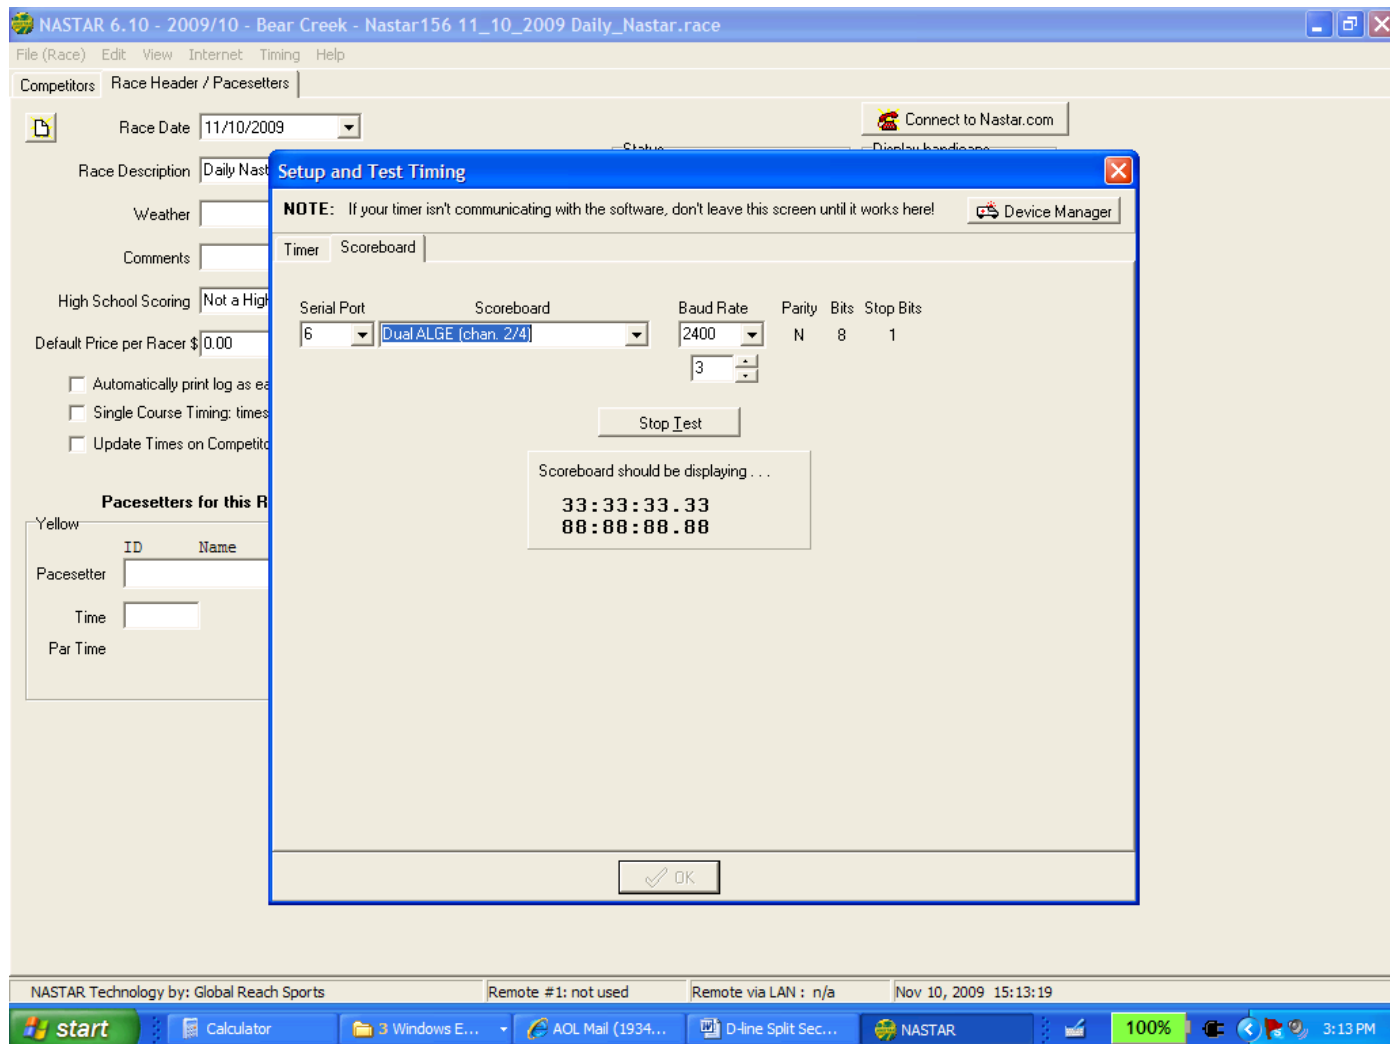 NASTAR 6.10 - 2009/10 - Bear Creek - Nastar156 11_10_2009 Daily_Nastar.race
File (Race) Edit View Internet Timing Help
Competitors Race Header / Pacesetters
Race Date 11/10/2009
Connect to Nastar.com
Race Description Daily Nast
Setup and Test Timing
Weather
NOTE: If your timer isn't communicating with the software, don't leave this screen until it works here!
Device Manager
Comments
Timer Scoreboard
High School Scoring Not a High
Serial Port Scoreboard Baud Rate Parity Bits Stop Bits
6 Dual ALGE (chan. 2/4) 2400 N 8 1
Default Price per Racer $ 0.00
3
Automatically print log as ea
Single Course Timing: times
Update Times on Competito
Stop Test
Scoreboard should be displaying . . .
33:33:33.33
88:88:88.88
Pacesetters for this R
Yellow
ID Name
Pacesetter
Time
Par Time
OK
NASTAR Technology by: Global Reach Sports Remote #1: not used Remote via LAN : n/a Nov 10, 2009 15:13:19
start Calculator 3 Windows E... AOL Mail (1934... D-line Split Sec... NASTAR 100% 3:13 PM